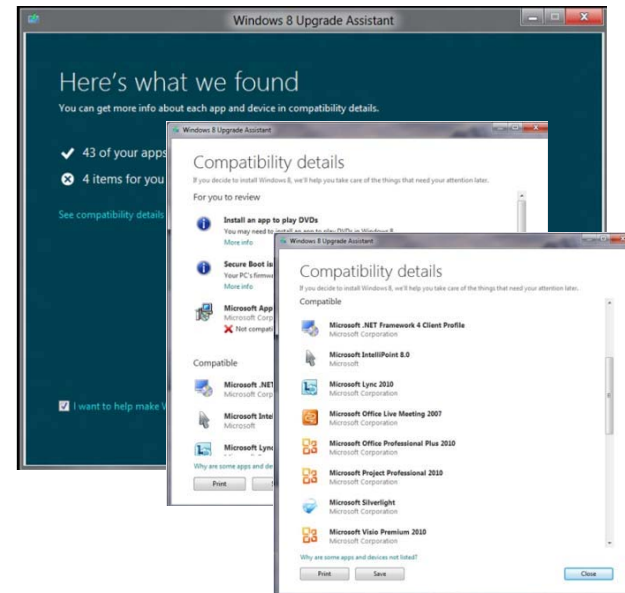 Windows 8 Upgrade Assistant
Here's what we found
You can get more info about each app and device in compatibility details.
43 of your apps
4 items for you
See compatibility details
I want to help make
Windows 8 Upgrade Assistant
Compatibility details
If you decide to install Windows 8, we'll help you take care of the things that need your attention later.
For you to review
Install an app to play DVDs
You may need to install an app to play DVDs in Windows 8.
More info
Secure Boot is
Your PC's firmw
More info
Microsoft App
Microsoft Corp
Not compati
Compatible
Microsoft .NET
Microsoft Corp
Microsoft Inte
Microsoft
Microsoft Lync
Why are some apps and de
Print
Windows 8 Upgrade Assistant
Compatibility details
If you decide to install Windows 8, we'll help you take care of the things that need your attention later.
Compatible
Microsoft .NET Framework 4 Client Profile
Microsoft Corporation
Microsoft IntelliPoint 8.0
Microsoft
Microsoft Lync 2010
Microsoft Corporation
Microsoft Office Live Meeting 2007
Microsoft Corporation
Microsoft Office Professional Plus 2010
Microsoft Corporation
Microsoft Project Professional 2010
Microsoft Corporation
Microsoft Silverlight
Microsoft Corporation
Microsoft Visio Premium 2010
Microsoft Corporation
Why are some apps and devices not listed?
Print Save Close